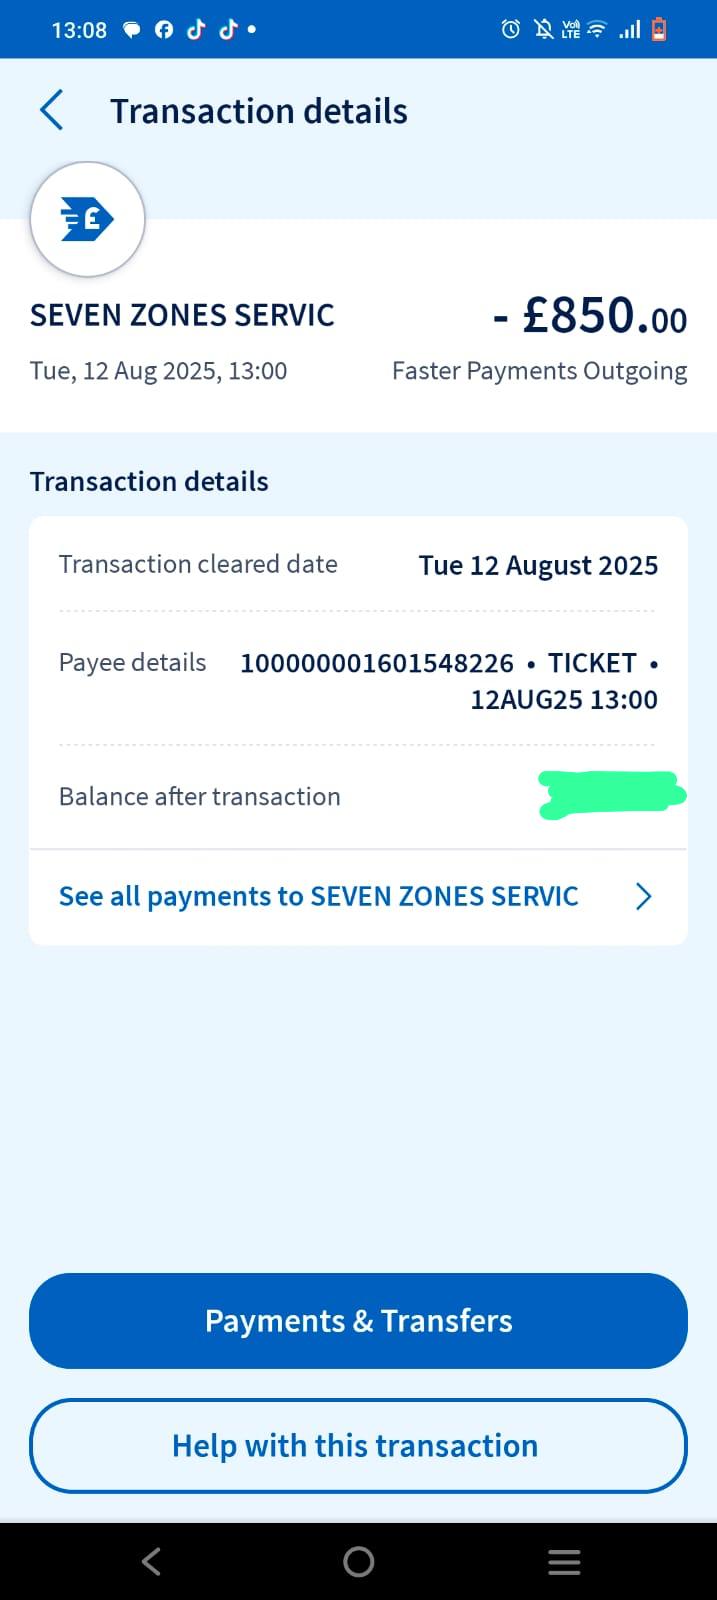 13:08
VoI) LTE
Transaction details
£
SEVEN ZONES SERVIC
- £850.00
Tue, 12 Aug 2025, 13:00
Faster Payments Outgoing
Transaction details
Transaction cleared date
Tue 12 August 2025
Payee details
100000001601548226 • TICKET •
12AUG25 13:00
Balance after transaction
See all payments to SEVEN ZONES SERVIC
Payments & Transfers
Help with this transaction